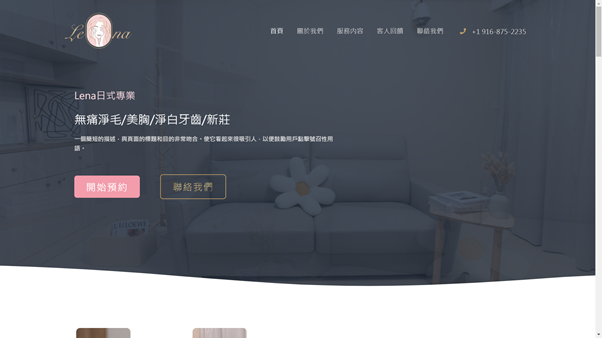 Lena
首頁 關於我們 服務內容 客人回饋 聯絡我們 +1 916-875-2235
Lena日式專業
無痛淨毛/美胸/淨白牙齒/新莊
一個簡短的描述，與頁面的標題和目的非常吻合。使它看起來很吸引人，以便鼓勵用戶點擊號召性用
語。
開始預約 聯絡我們